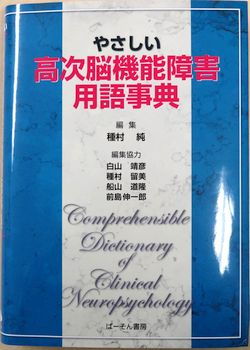 やさしい
高次脳機能障害
用語事典
編 集
種村 純
編集協力
白山 靖彦
種村 留美
船山 道隆
前島 伸一郎
Comprehensible
Dictionary
of
Clinical
Neuropsychology
ぱーそん書房